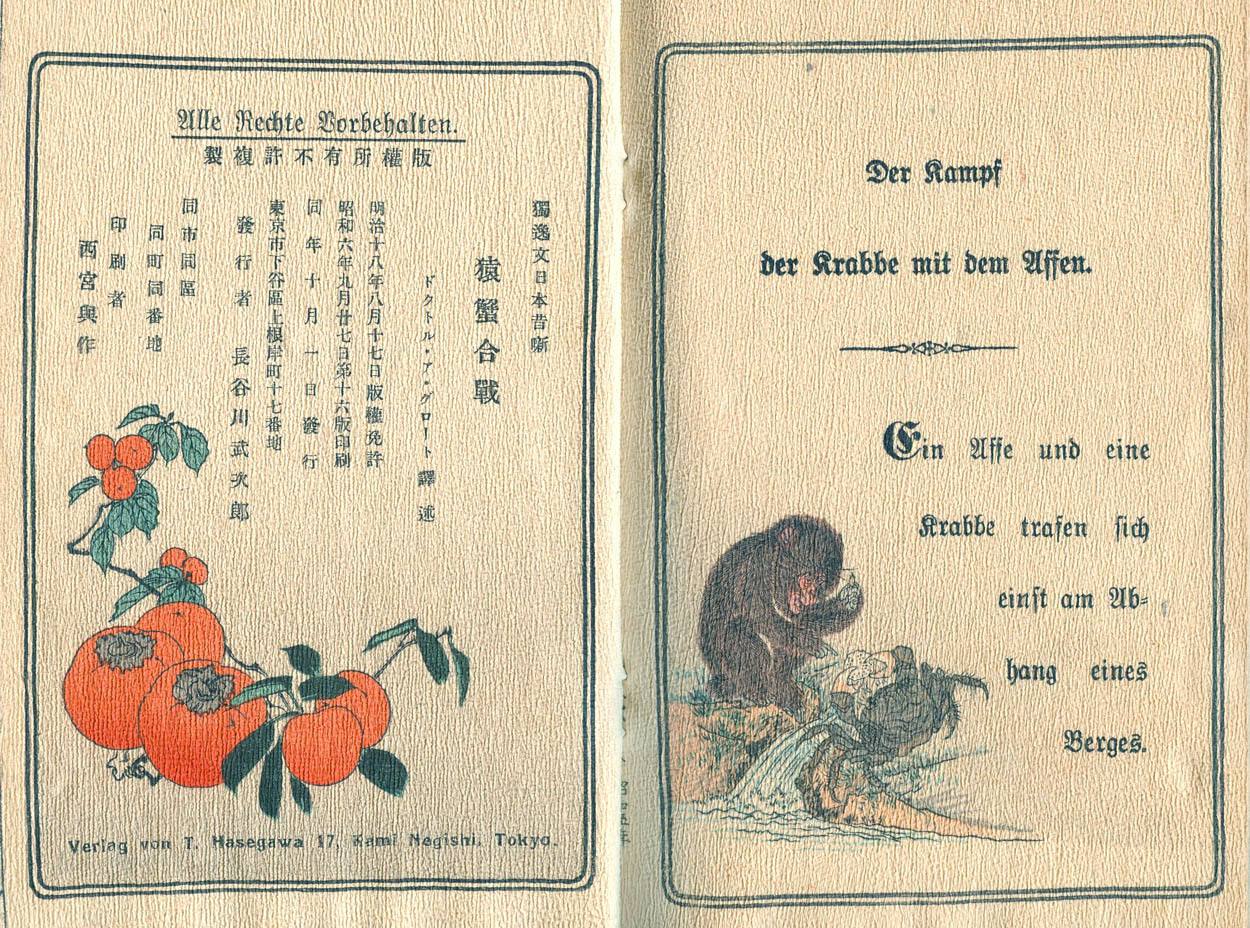 Alle Rechte Vorbehalten.
製複許不有所權版
獨逸文日本昔噺
猿蟹合戰
ドクトル・ア・グロート 譯述
明治十八年八月十七日版權免許
昭和六年九月廿七日第十六版印刷
同年十月一日發行
東京市下谷區上根岸町十七番地
發行者 長谷川武次郎
同市同區
同町同番地
印刷者
西宮與作
Verlag von T. Hasegawa 17, Kami Negishi, Tokyo.
Der Kampf
der Krabbe mit dem Affen.
Ein Affe und eine
Krabbe trafen sich
einst am Ab-
hang eines
Berges.